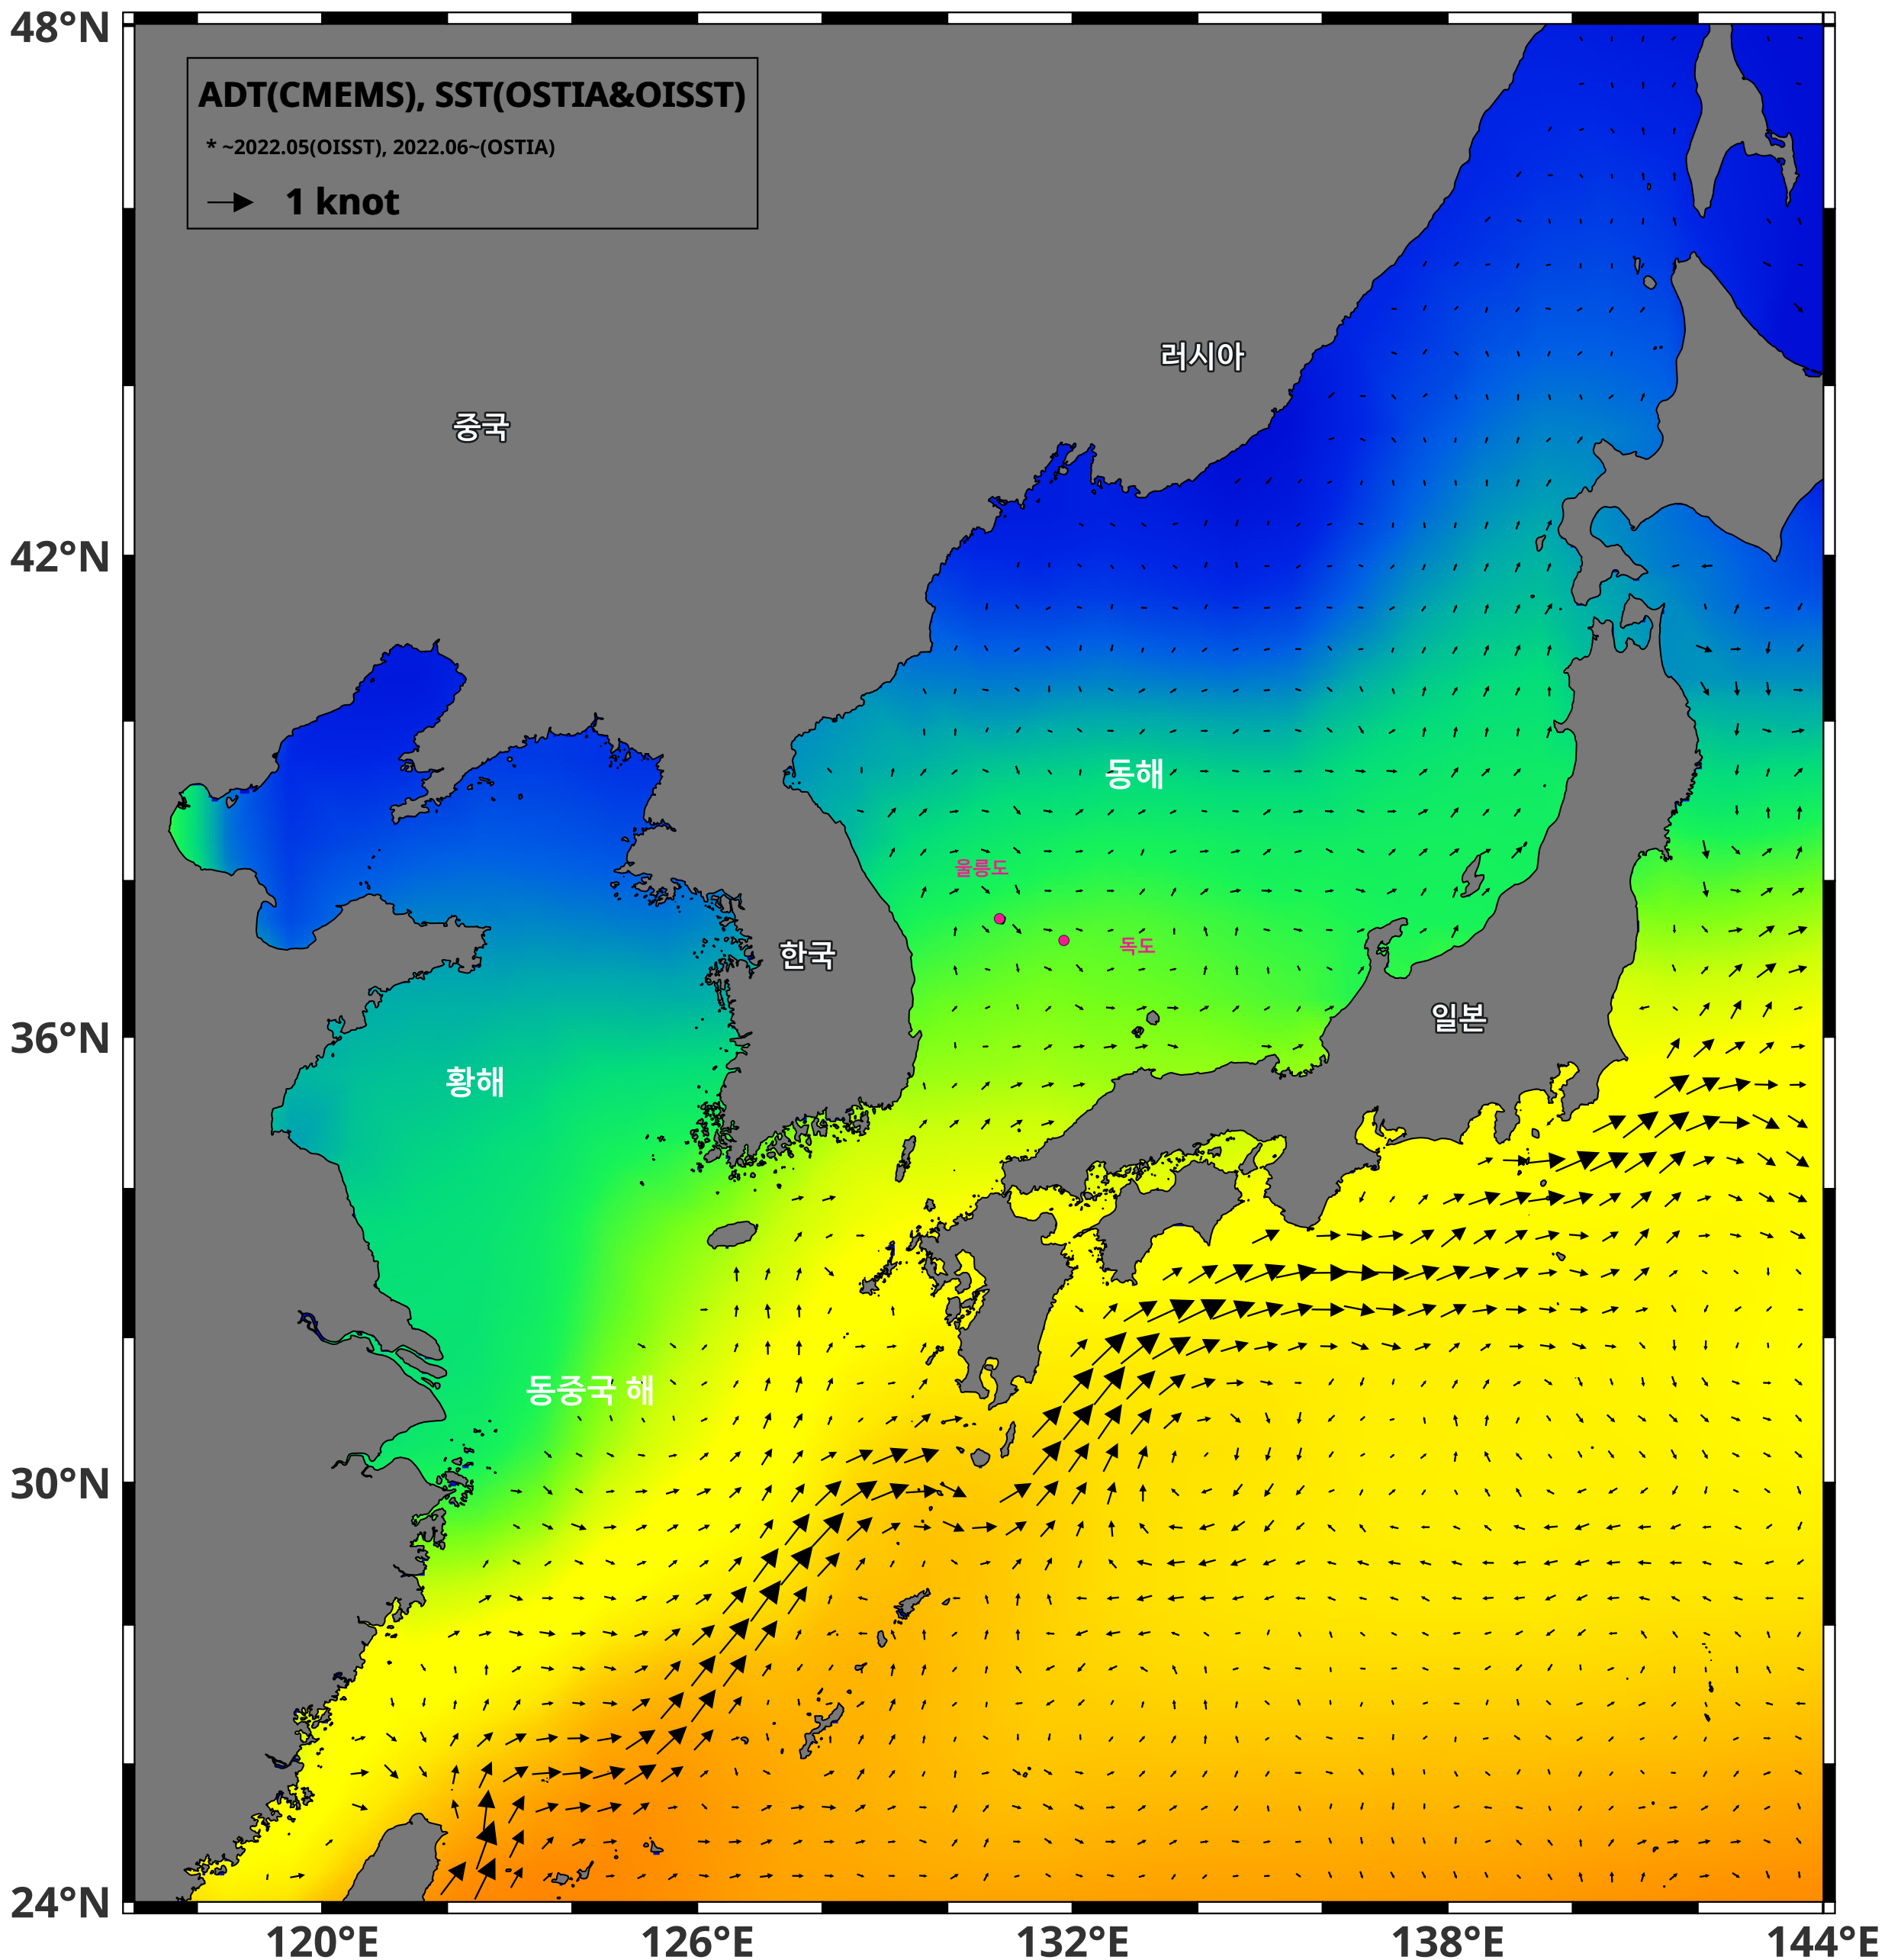 48°N
ADT(CMEMS), SST(OSTIA&OISST)
* ~2022.05(OISST), 2022.06~(OSTIA)
1 knot
러시아
중국
42°N
동해
울릉도
독도
한국
일본
36°N
황해
동중국 해
30°N
24°N
120°E
126°E
132°E
138°E
144°E